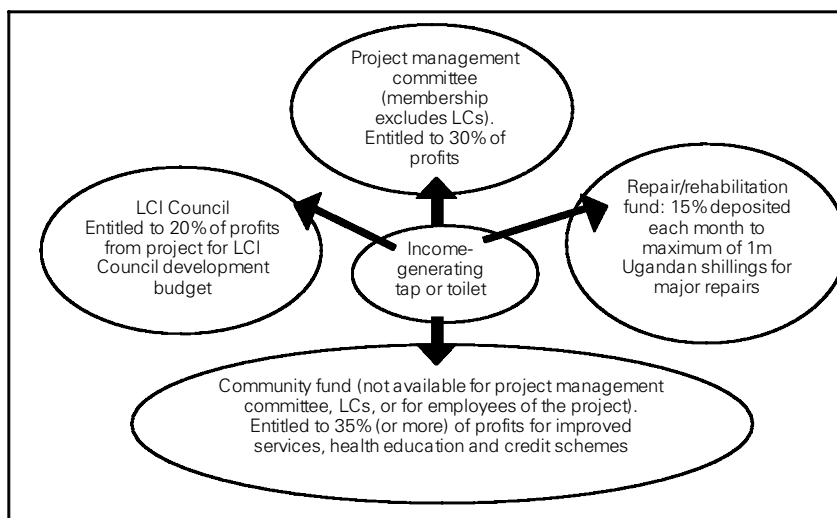 Project management
committee
(membership
excludes LCs).
Entitled to 30% of
profits
LCI Council
Entitled to 20% of profits
from project for LCI
Council development
budget
Income-
generating
tap or toilet
Repair/rehabilitation
fund: 15% deposited
each month to
maximum of 1m
Ugandan shillings for
major repairs
Community fund (not available for project management
committee, LCs, or for employees of the project).
Entitled to 35% (or more) of profits for improved
services, health education and credit schemes